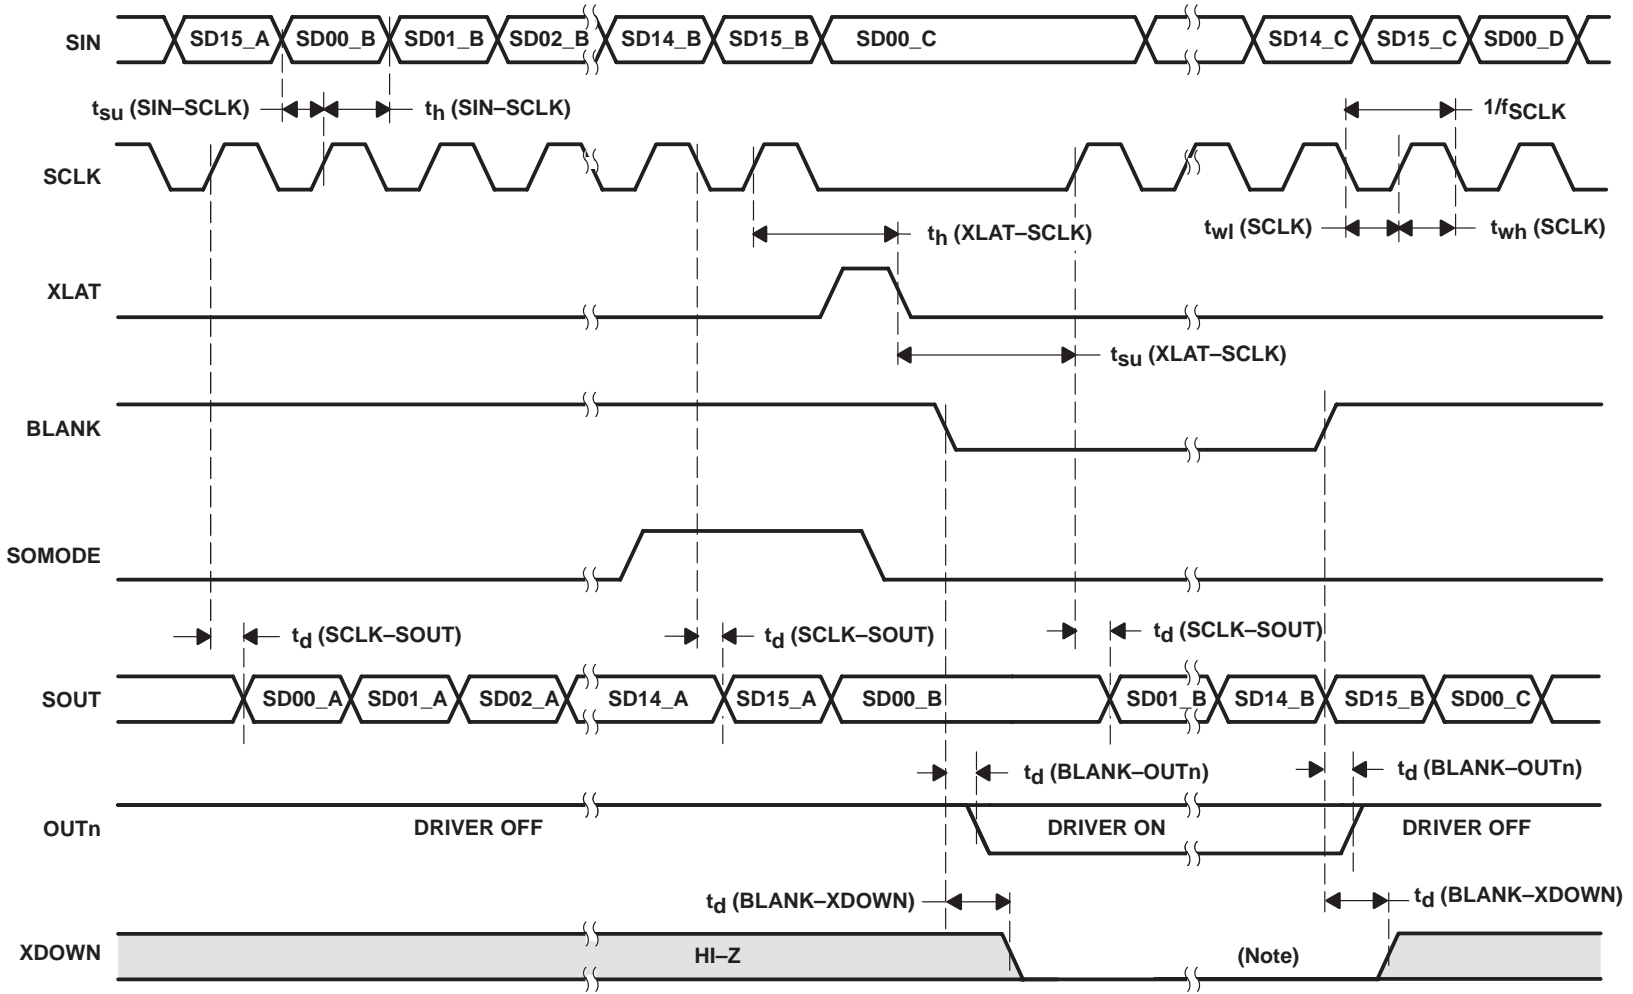 SIN SD15_A SD00_B SD01_B SD02_B SD14_B SD15_B SD00_C SD14_C SD15_C SD00_D
tsu (SIN–SCLK) th (SIN–SCLK) 1/fSCLK
SCLK
th (XLAT–SCLK) twl (SCLK) twh (SCLK)
XLAT
tsu (XLAT–SCLK)
BLANK
SOMODE
td (SCLK–SOUT) td (SCLK–SOUT) td (SCLK–SOUT)
SOUT SD00_A SD01_A SD02_A SD14_A SD15_A SD00_B SD01_B SD14_B SD15_B SD00_C
td (BLANK–OUTn) td (BLANK–OUTn)
OUTn DRIVER OFF DRIVER ON DRIVER OFF
td (BLANK–XDOWN) td (BLANK–XDOWN)
XDOWN HI–Z (Note)